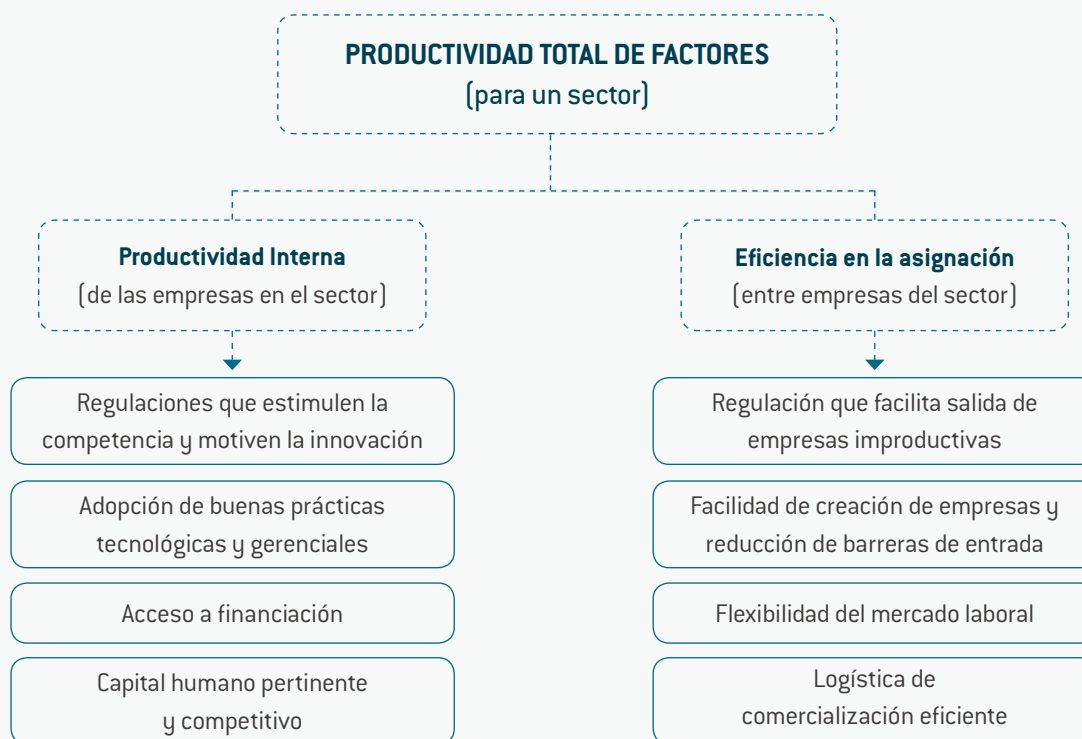 PRODUCTIVIDAD TOTAL DE FACTORES
(para un sector)
Productividad Interna
(de las empresas en el sector)
Regulaciones que estimulen la
competencia y motiven la innovación
Adopción de buenas prácticas
tecnológicas y gerenciales
Acceso a financiación
Capital humano pertinente
y competitivo
Eficiencia en la asignación
(entre empresas del sector)
Regulación que facilita salida de
empresas improductivas
Facilidad de creación de empresas y
reducción de barreras de entrada
Flexibilidad del mercado laboral
Logística de
comercialización eficiente